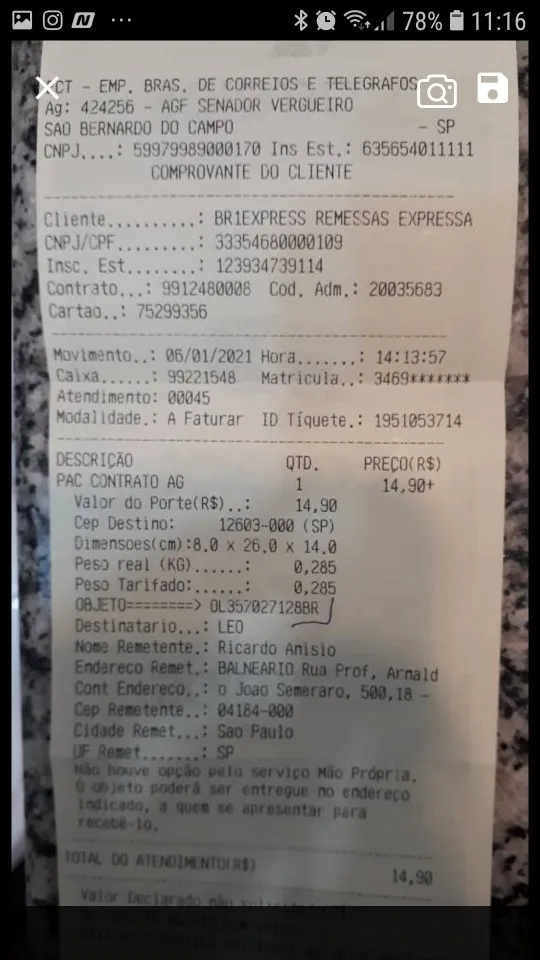 78% 11:16
CT - EMP. BRAS. DE CORREIOS E TELEGRAFOS
Ag: 424256 - AGF SENADOR VERGUEIRO
SAO BERNARDO DO CAMPO - SP
CNPJ....: 59979989000170 Ins Est.: 635654011111
COMPROVANTE DO CLIENTE
Cliente..........: BR1EXPRESS REMESSAS EXPRESSA
CNPJ/CPF.........: 33354680000109
Insc. Est........: 123934739114
Contrato...: 9912480008 Cod. Adm.: 20035683
Cartao..: 75299356
Movimento..: 06/01/2021 Hora.......: 14:13:57
Caixa......: 99221548 Matricula..: 3469*******
Atendimento: 00045
Modalidade.: A Faturar ID Tíquete.: 1951053714
DESCRIÇÃO QTD. PREÇO(R$)
PAC CONTRATO AG 1 14,90+
Valor do Porte(R$)..: 14,90
Cep Destino: 12603-000 (SP)
Dimensoes(cm):8.0 x 26.0 x 14.0
Peso real (KG)......: 0,285
Peso Tarifado:......: 0,285
OBJETO========> OL357027128BR
Destinatario...: LEO
Nome Remetente.: Ricardo Anisio
Endereco Remet.: BALNEARIO Rua Prof, Arnald
Cont Endereco..: o Joao Semeraro, 500,18 -
Cep Remetente..: 04184-000
Cidade Remet...: Sao Paulo
UF Remet.......: SP
Não houve opção pelo serviço Mão Própria.
O objeto poderá ser entregue no endereço
indicado, a quem se apresentar para
recebê-lo.
TOTAL DO ATENDIMENTO(R$) 14,90
Valor Declarado não